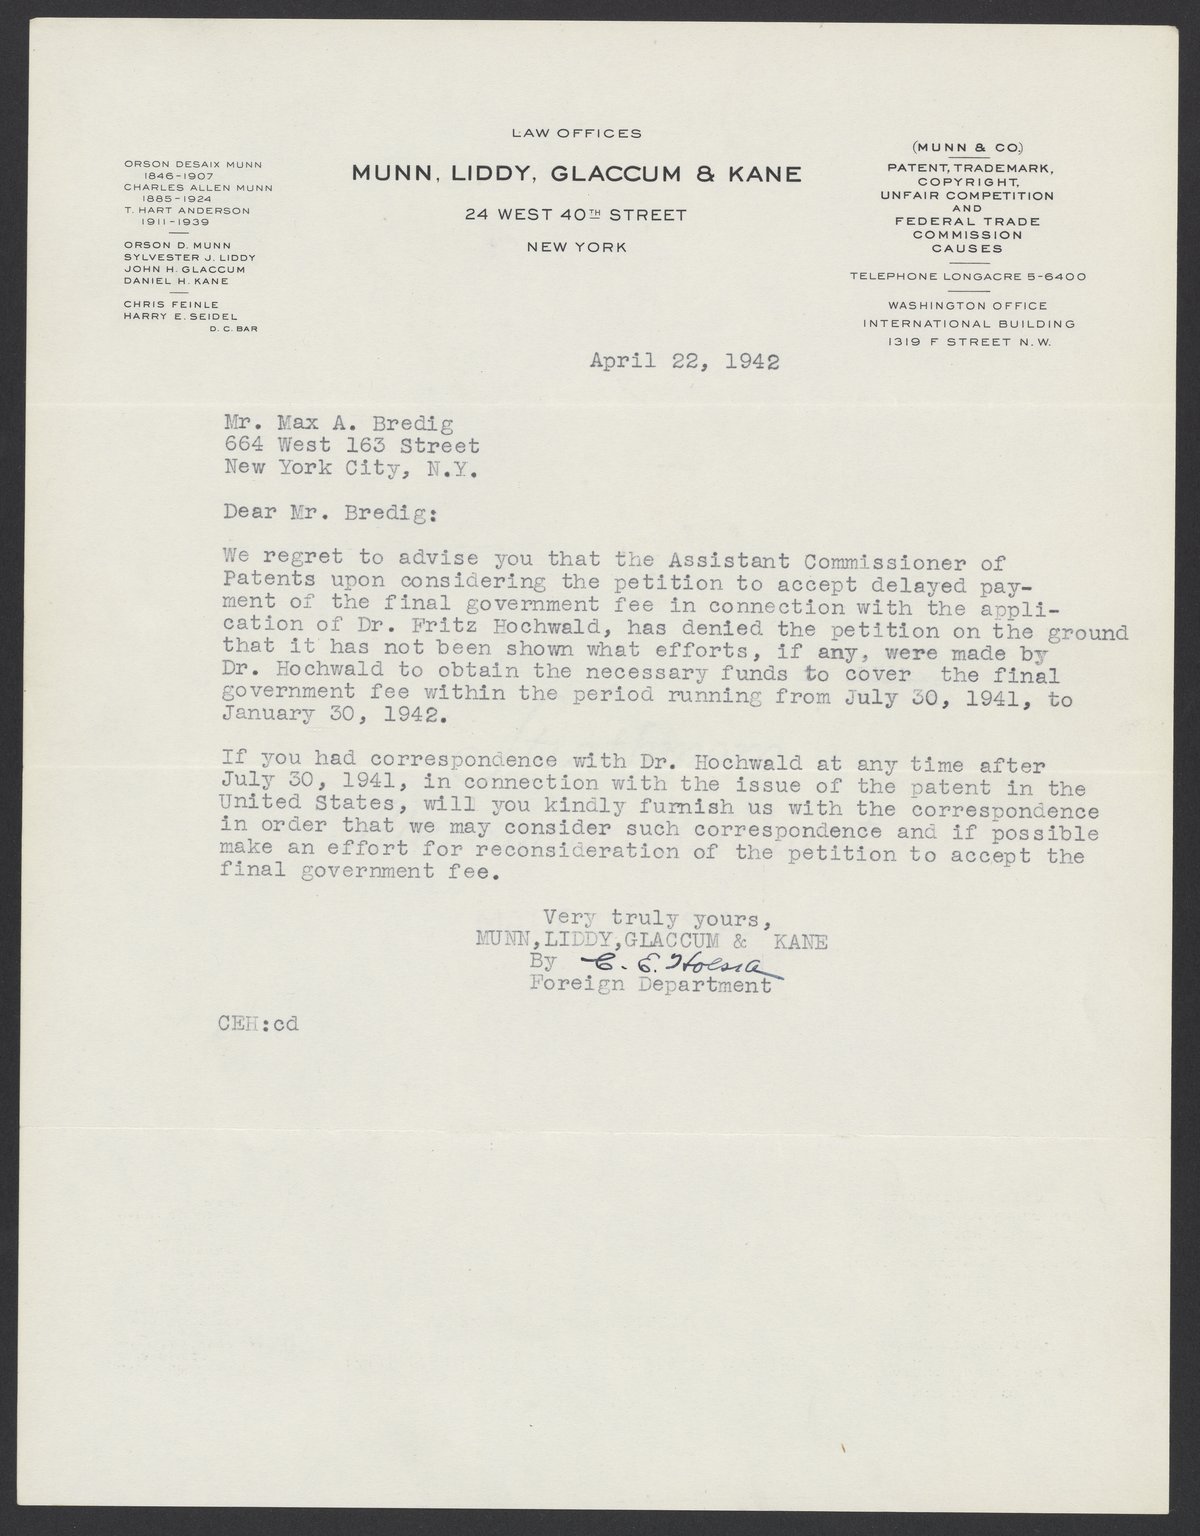 LAW OFFICES
MUNN, LIDDY, GLACCUM & KANE
24 WEST 40TH STREET
NEW YORK
ORSON DESAIX MUNN
1846-1907
CHARLES ALLEN MUNN
1885-1924
T. HART ANDERSON
1911-1939
ORSON D. MUNN
SYLVESTER J. LIDDY
JOHN H. GLACCUM
DANIEL H. KANE
CHRIS FEINLE
HARRY E. SEIDEL
D. C. BAR
(MUNN & CO.)
PATENT, TRADEMARK,
COPYRIGHT,
UNFAIR COMPETITION
AND
FEDERAL TRADE
COMMISSION
CAUSES
TELEPHONE LONGACRE 5-6400
WASHINGTON OFFICE
INTERNATIONAL BUILDING
1319 F STREET N.W.
April 22, 1942
Mr. Max A. Bredig
664 West 163 Street
New York City, N.Y.
Dear Mr. Bredig:
We regret to advise you that the Assistant Commissioner of
Patents upon considering the petition to accept delayed pay-
ment of the final government fee in connection with the appli-
cation of Dr. Fritz Hochwald, has denied the petition on the ground
that it has not been shown what efforts, if any, were made by
Dr. Hochwald to obtain the necessary funds to cover the final
government fee within the period running from July 30, 1941, to
January 30, 1942.
If you had correspondence with Dr. Hochwald at any time after
July 30, 1941, in connection with the issue of the patent in the
United States, will you kindly furnish us with the correspondence
in order that we may consider such correspondence and if possible
make an effort for reconsideration of the petition to accept the
final government fee.
Very truly yours,
MUNN,LIDDY,GLACCUM & KANE
By C. E.
Foreign Department
CEH:cd